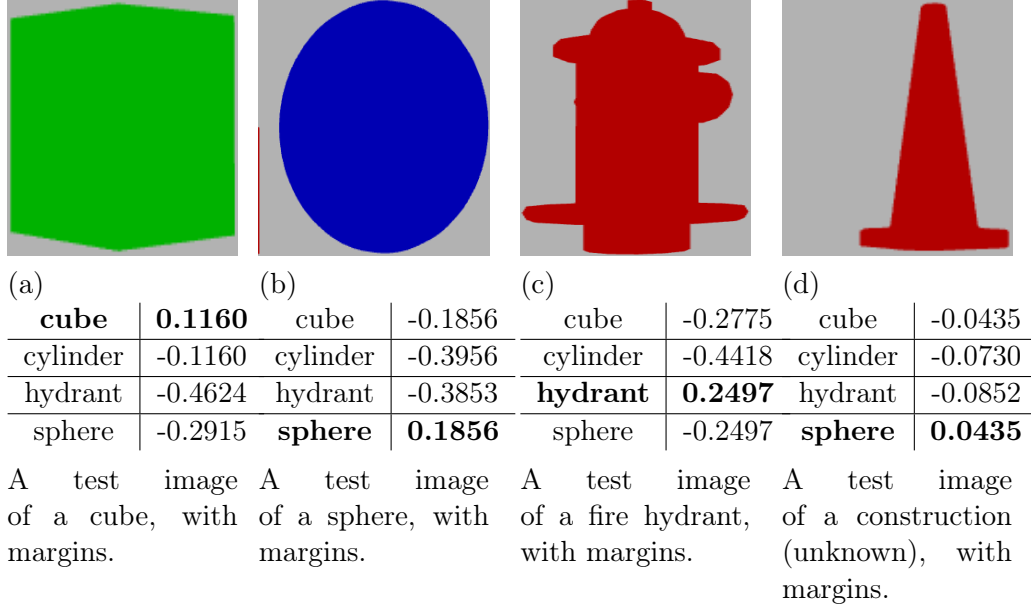 (a) (b) (c) (d)
cube 0.1160 cube -0.1856 cube -0.2775 cube -0.0435
cylinder -0.1160 cylinder -0.3956 cylinder -0.4418 cylinder -0.0730
hydrant -0.4624 hydrant -0.3853 hydrant 0.2497 hydrant -0.0852
sphere -0.2915 sphere 0.1856 sphere -0.2497 sphere 0.0435
A test image
of a cube, with
margins.
A test image
of a sphere, with
margins.
A test image
of a fire hydrant,
with margins.
A test image
of a construction
(unknown), with
margins.